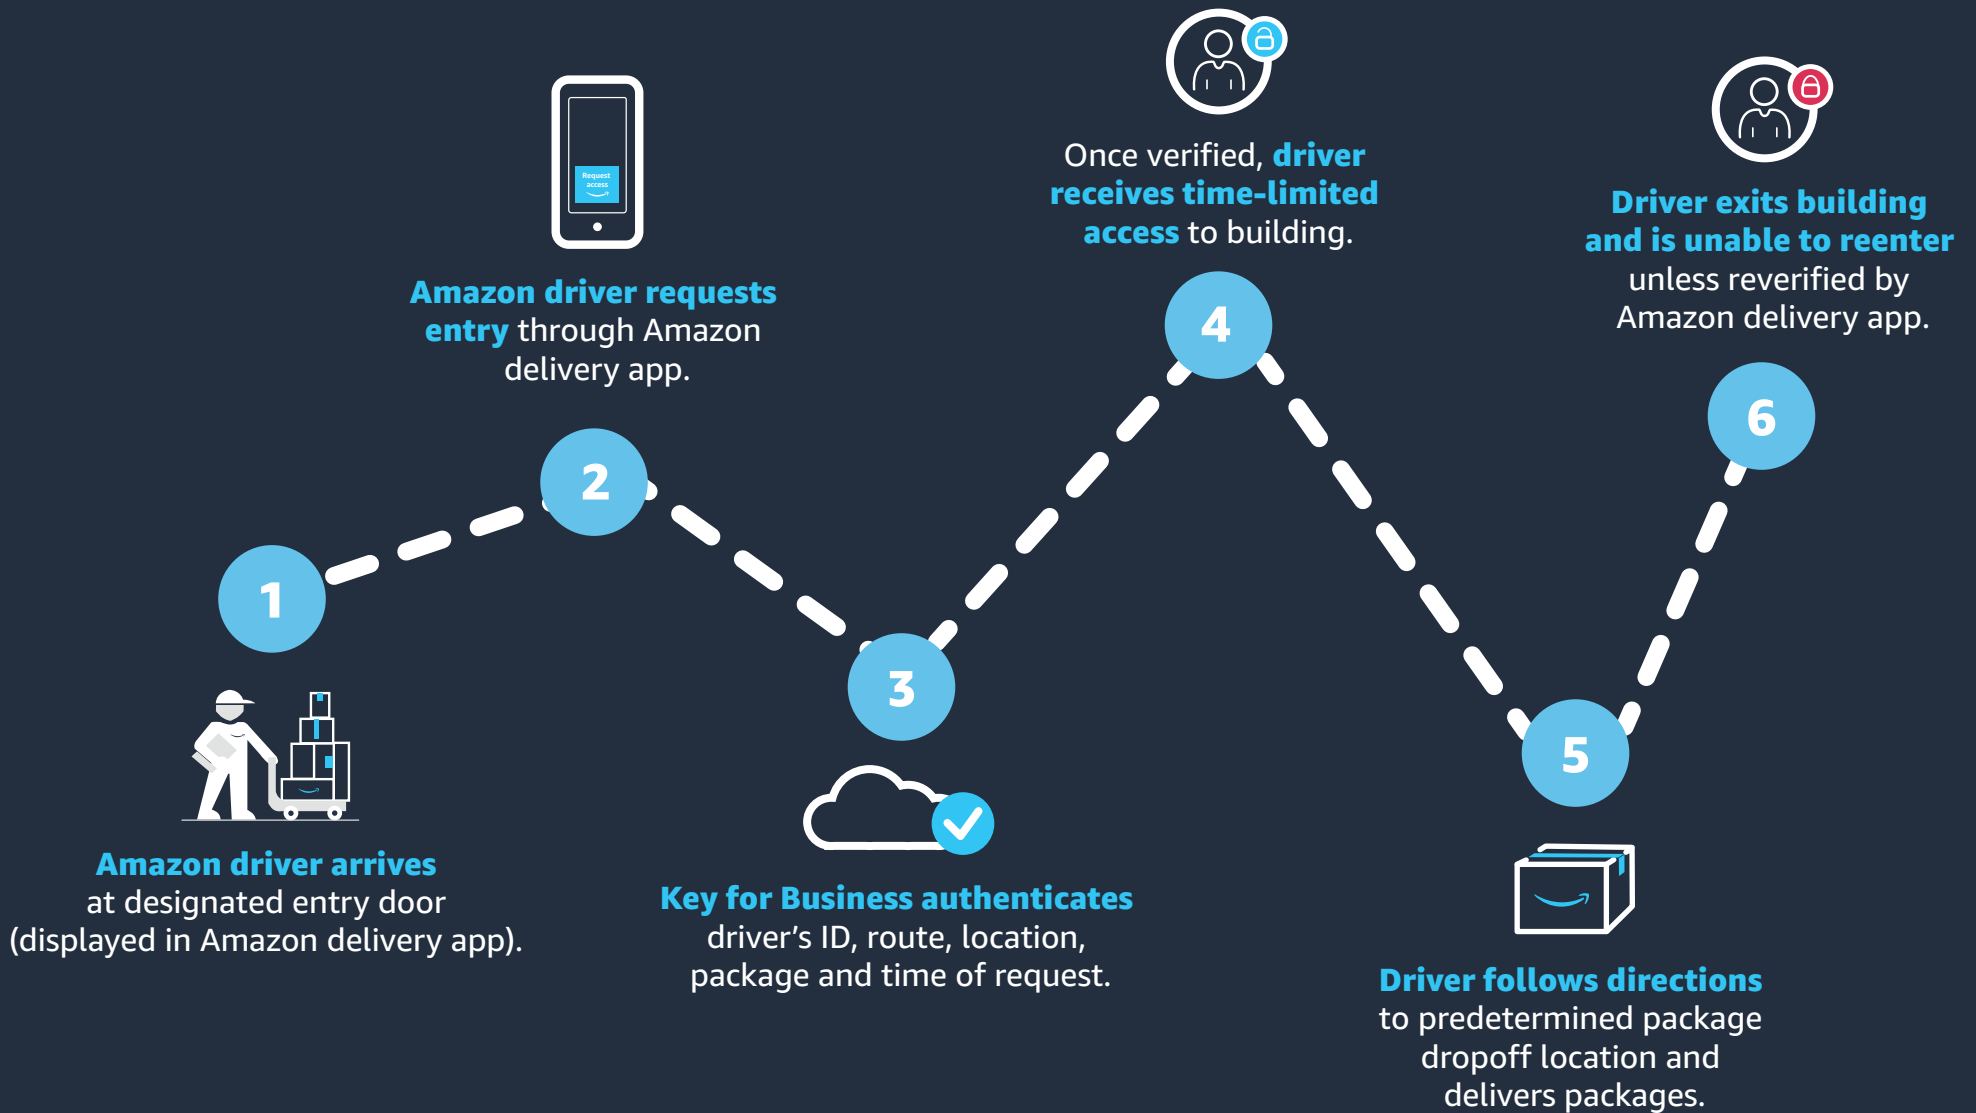 1
Amazon driver arrives
at designated entry door
(displayed in Amazon delivery app).
Request
access
Amazon driver requests
entry through Amazon
delivery app.
2
3
Key for Business authenticates
driver’s ID, route, location,
package and time of request.
Once verified, driver
receives time-limited
access to building.
4
5
Driver follows directions
to predetermined package
dropoff location and
delivers packages.
Driver exits building
and is unable to reenter
unless reverified by
Amazon delivery app.
6